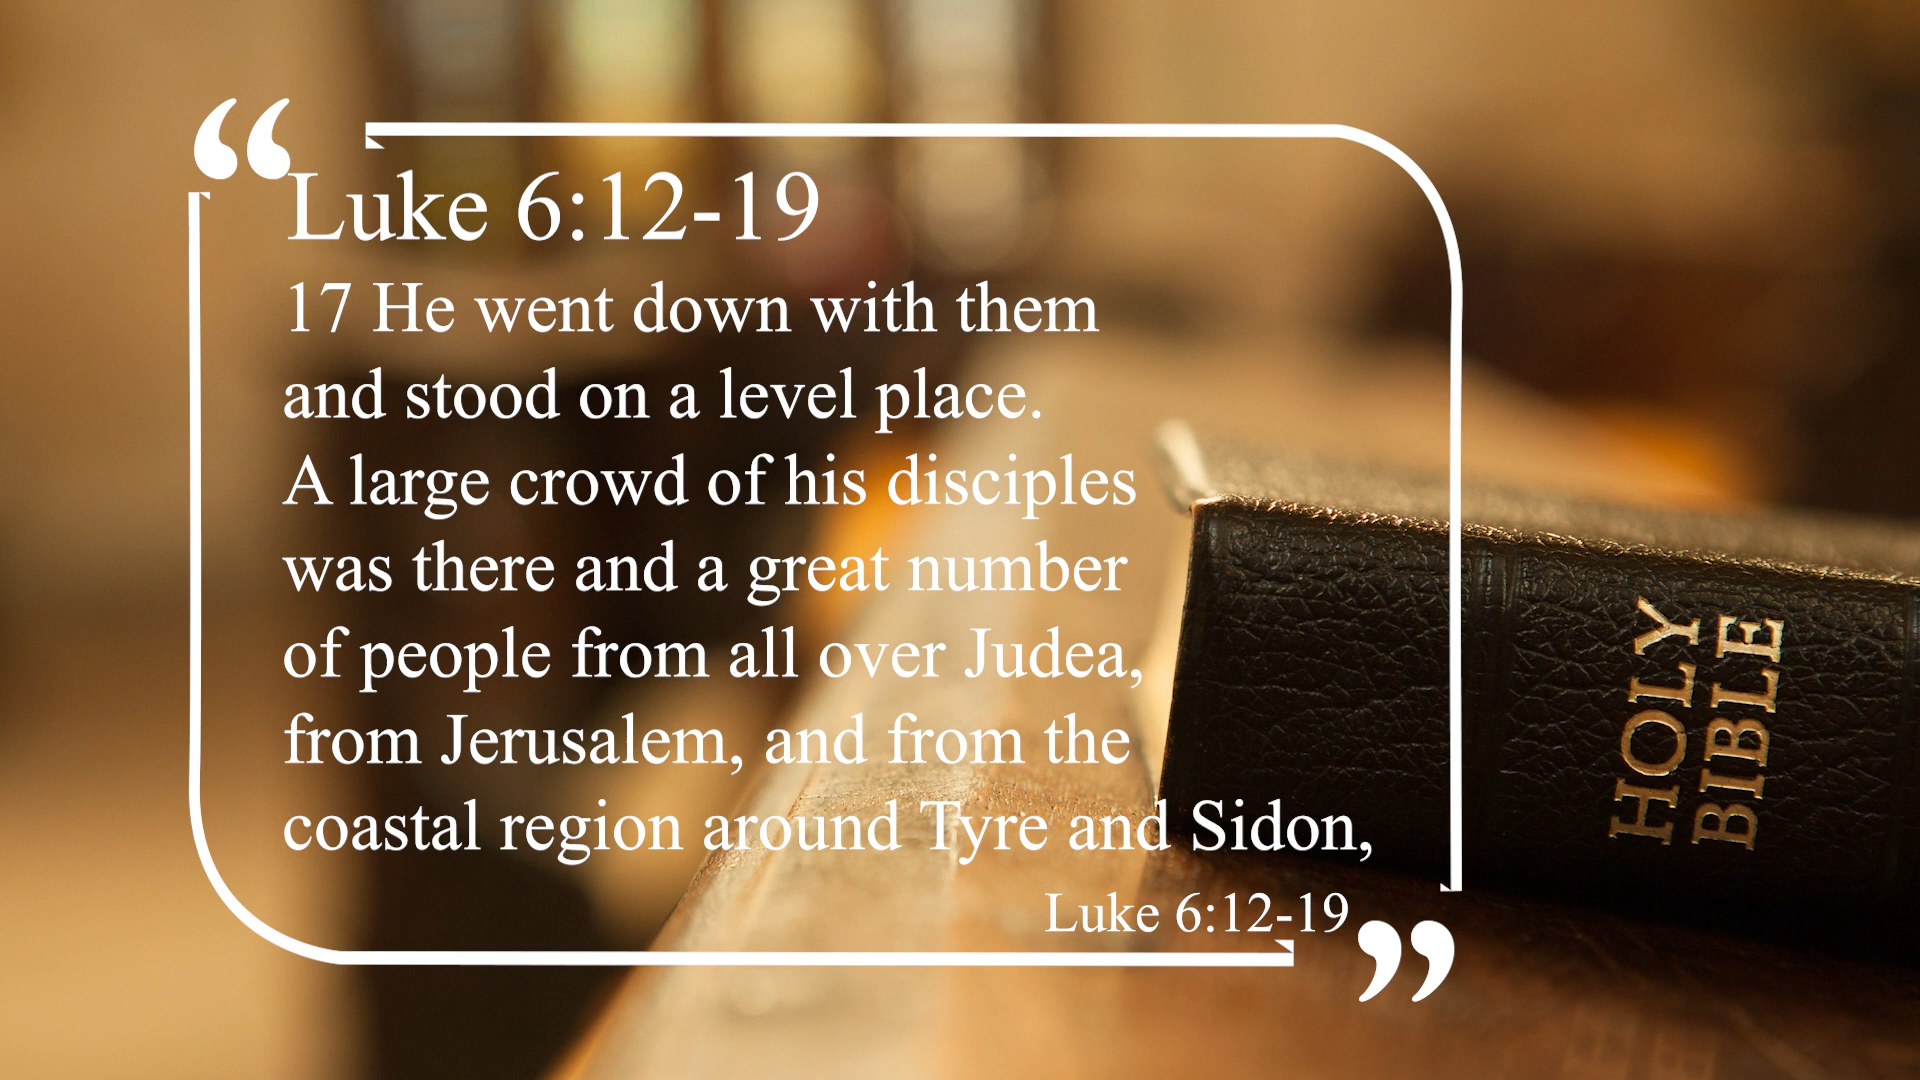 Luke 6:12-19
17 He went down with them
and stood on a level place.
A large crowd of his disciples
was there and a great number
of people from all over Judea,
from Jerusalem, and from the
coastal region around Tyre and Sidon,
Luke 6:12-19
HOLY
BIBLE